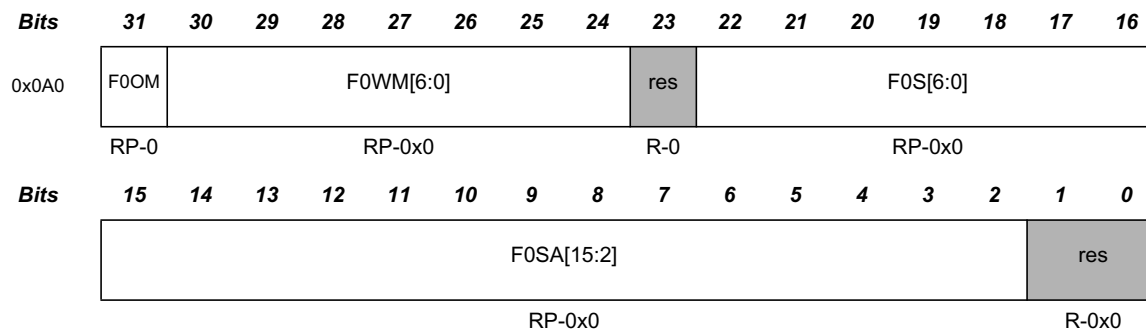 Bits 31 30 29 28 27 26 25 24 23 22 21 20 19 18 17 16
0x0A0 F0OM F0WM[6:0] res F0S[6:0]
RP-0 RP-0x0 R-0 RP-0x0
Bits 15 14 13 12 11 10 9 8 7 6 5 4 3 2 1 0
F0SA[15:2] res
RP-0x0 R-0x0